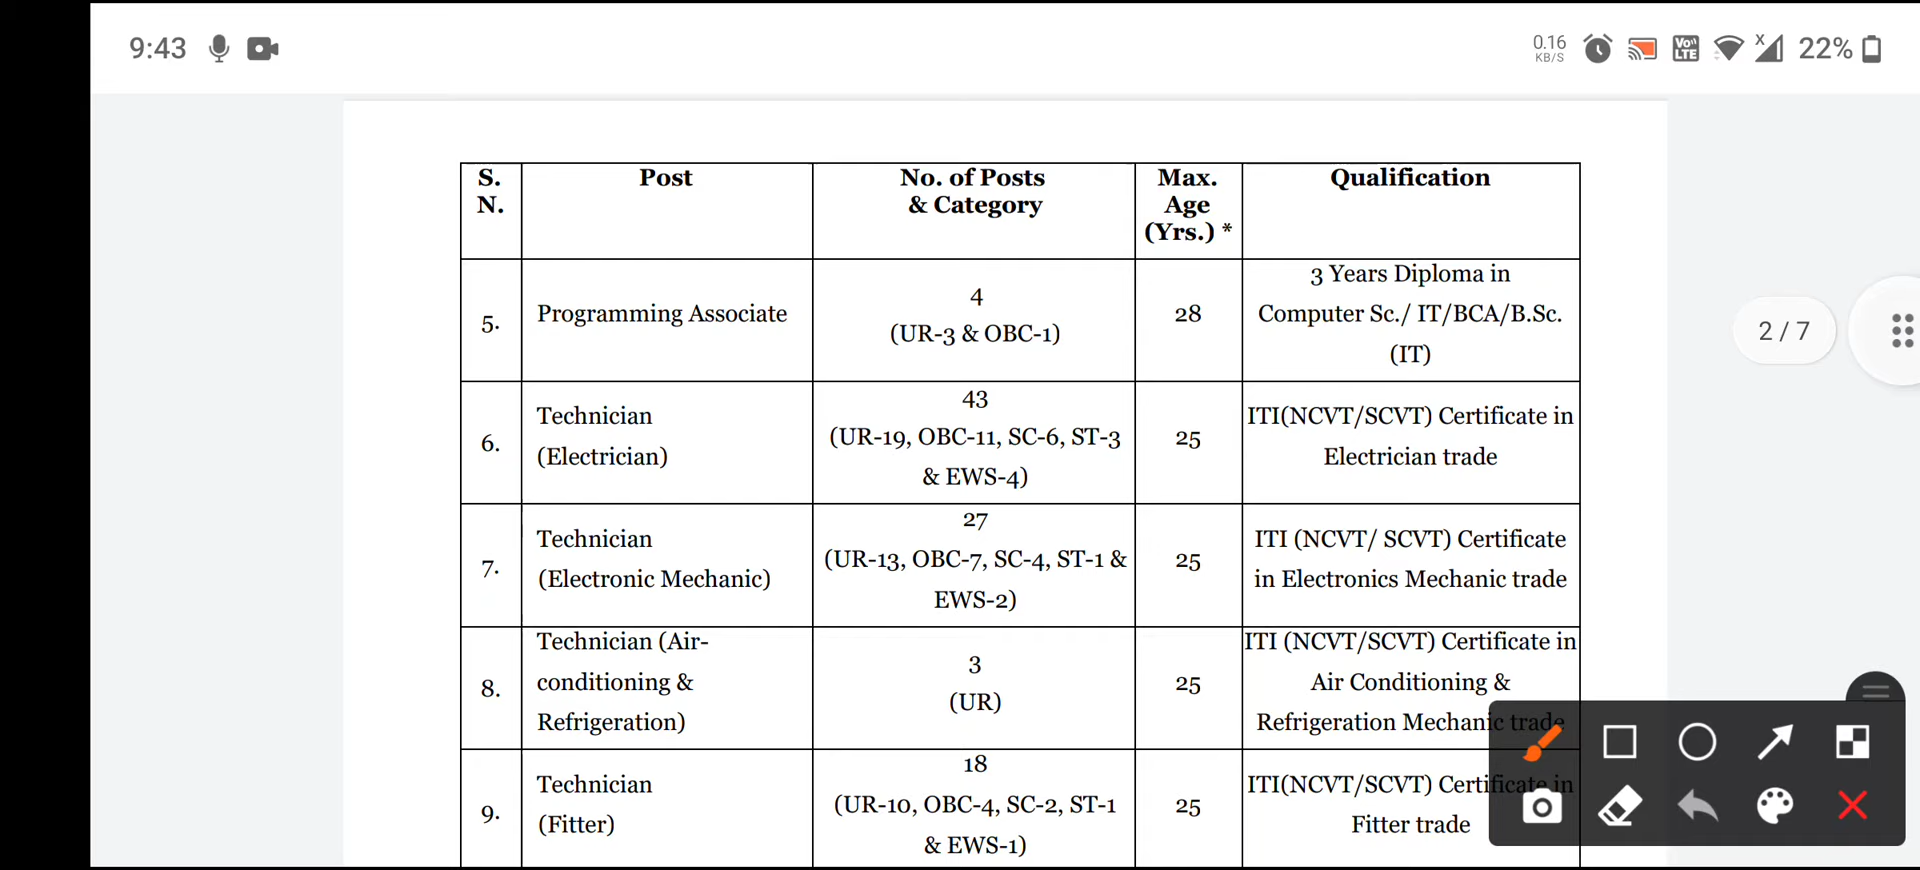 9:43
0.16
KB/S
Vo))
LTE
X
22%
S.
N.
Post
No. of Posts
& Category
Max.
Age
(Yrs.) *
Qualification
5.
Programming Associate
4
(UR-3 & OBC-1)
28
3 Years Diploma in
Computer Sc./ IT/BCA/B.Sc.
(IT)
6.
Technician
(Electrician)
43
(UR-19, OBC-11, SC-6, ST-3
& EWS-4)
25
ITI(NCVT/SCVT) Certificate in
Electrician trade
7.
Technician
(Electronic Mechanic)
27
(UR-13, OBC-7, SC-4, ST-1 &
EWS-2)
25
ITI (NCVT/ SCVT) Certificate
in Electronics Mechanic trade
8.
Technician (Air-
conditioning &
Refrigeration)
3
(UR)
25
ITI (NCVT/SCVT) Certificate in
Air Conditioning &
Refrigeration Mechanic trade
9.
Technician
(Fitter)
18
(UR-10, OBC-4, SC-2, ST-1
& EWS-1)
25
ITI(NCVT/SCVT) Certificate in
Fitter trade
2 / 7